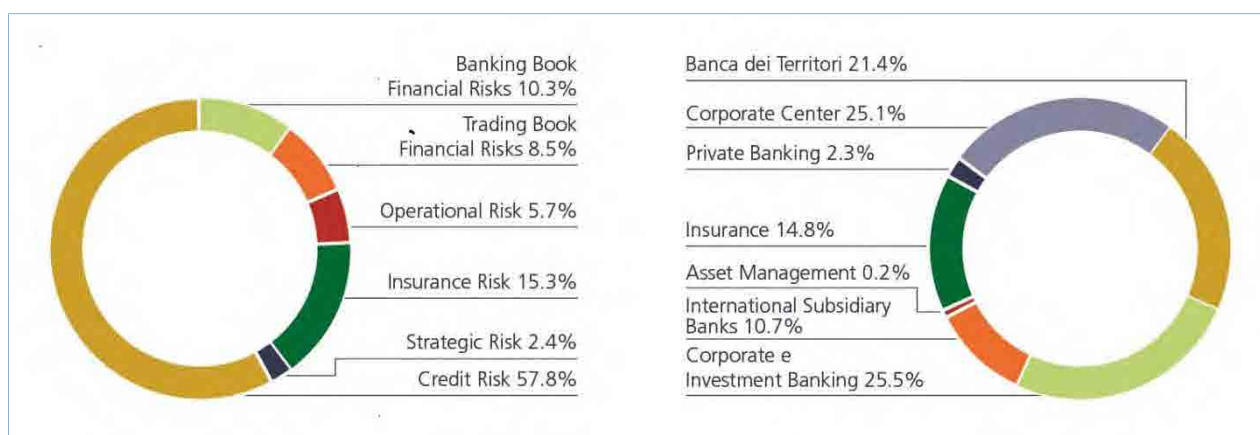 Banking Book
Financial Risks 10.3%
Trading Book
Financial Risks 8.5%
Operational Risk 5.7%
Insurance Risk 15.3%
Strategic Risk 2.4%
Credit Risk 57.8%
Banca dei Territori 21.4%
Corporate Center 25.1%
Private Banking 2.3%
Insurance 14.8%
Asset Management 0.2%
International Subsidiary
Banks 10.7%
Corporate e
Investment Banking 25.5%